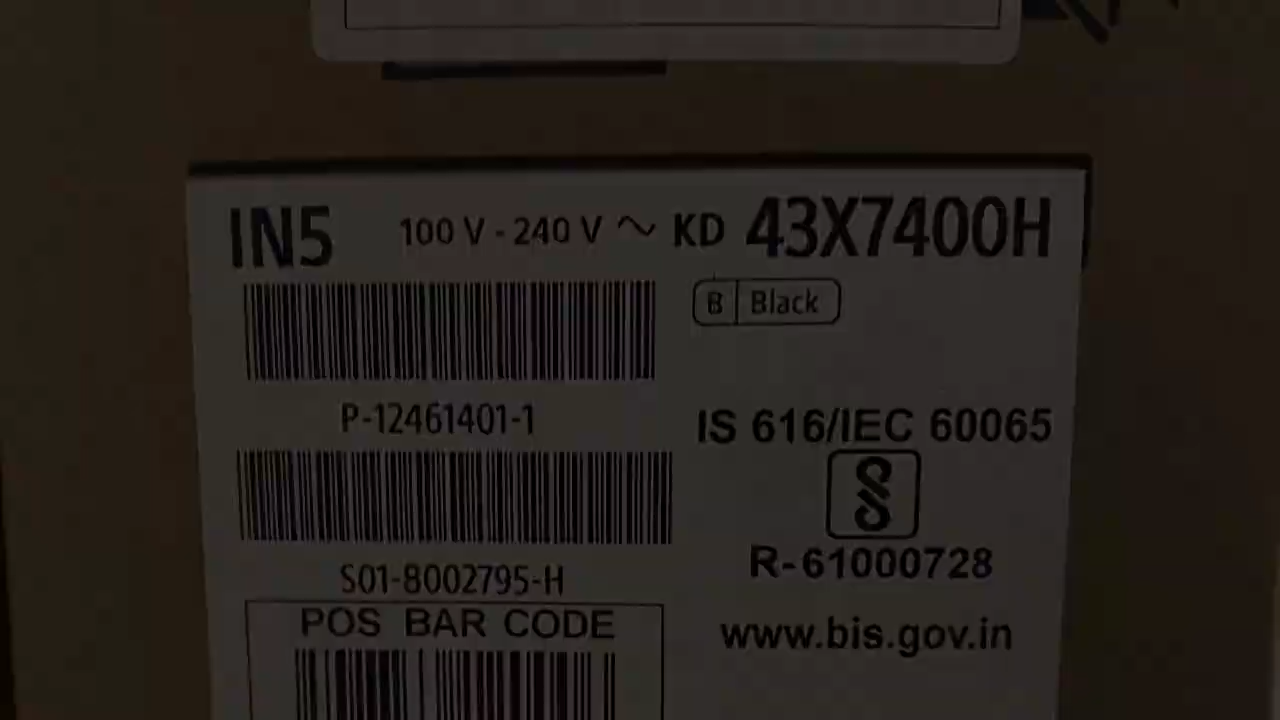 IN5 100 V - 240 V ~ KD 43X7400H
B Black
P-12461401-1
IS 616/IEC 60065
S01-8002795-H
R-61000728
POS BAR CODE
www.bis.gov.in